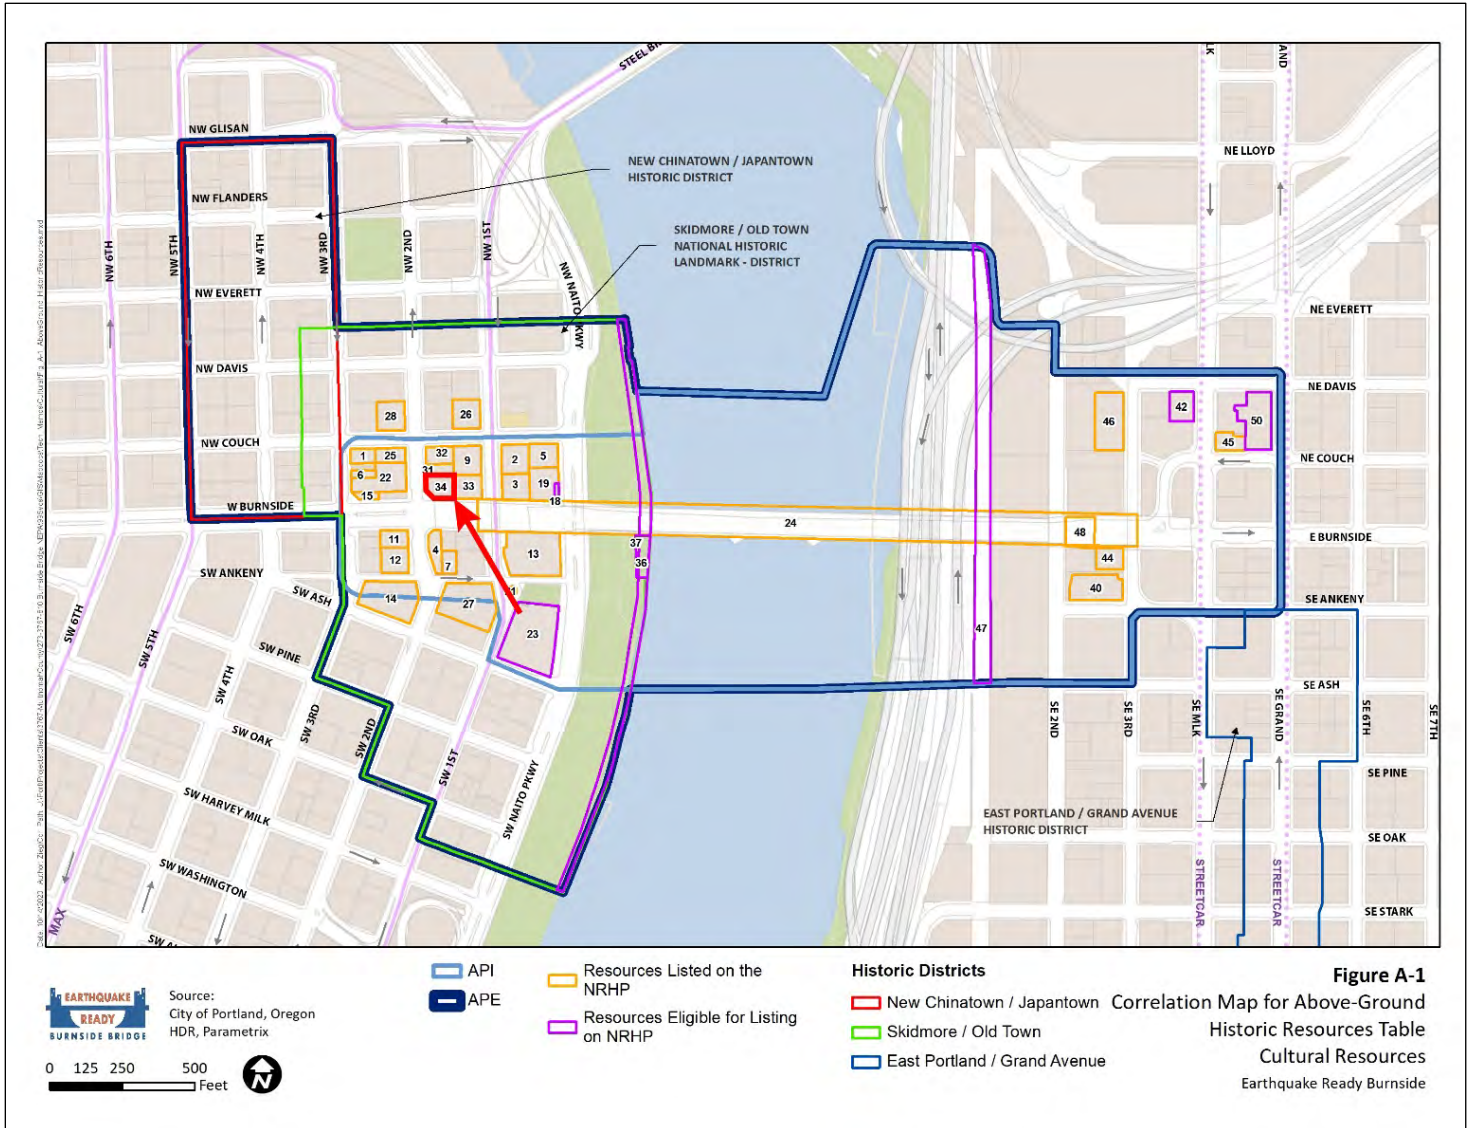 STEEL BR
NW GLISAN
NW FLANDERS
NW EVERETT
NW DAVIS
NW COUCH
W BURNSIDE
NW 6TH
NW 5TH
NW 4TH
NW 3RD
NW 2ND
NW 1ST
NW NAITO PKWY
NEW CHINATOWN / JAPANTOWN
HISTORIC DISTRICT
SKIDMORE / OLD TOWN
NATIONAL HISTORIC
LANDMARK - DISTRICT
LK
AND
NE LLOYD
NE EVERETT
NE DAVIS
NE COUCH
E BURNSIDE
SE ANKENY
SE ASH
SE PINE
SE OAK
SE STARK
28
26
1
25
6
22
15
32
9
31
34
33
2
5
3
19
18
24
11
12
4
7
13
14
27
21
23
37
36
47
46
42
50
45
48
44
40
SW ANKENY
SW ASH
SW PINE
SW OAK
SW HARVEY MILK
SW WASHINGTON
SW 6TH
SW 5TH
SW 4TH
SW 3RD
SW 2ND
SW 1ST
SW NAITO PKWY
MAX
SE 2ND
SE 3RD
SE MLK
SE GRAND
SE 6TH
SE 7TH
STREETCAR
STREETCAR
EAST PORTLAND / GRAND AVENUE
HISTORIC DISTRICT
EARTHQUAKE
READY
BURNSIDE BRIDGE
Source:
City of Portland, Oregon
HDR, Parametrix
0 125 250 500
Feet
N
API
APE
Resources Listed on the
NRHP
Resources Eligible for Listing
on NRHP
Historic Districts
New Chinatown / Japantown
Skidmore / Old Town
East Portland / Grand Avenue
Figure A-1
Correlation Map for Above-Ground
Historic Resources Table
Cultural Resources
Earthquake Ready Burnside